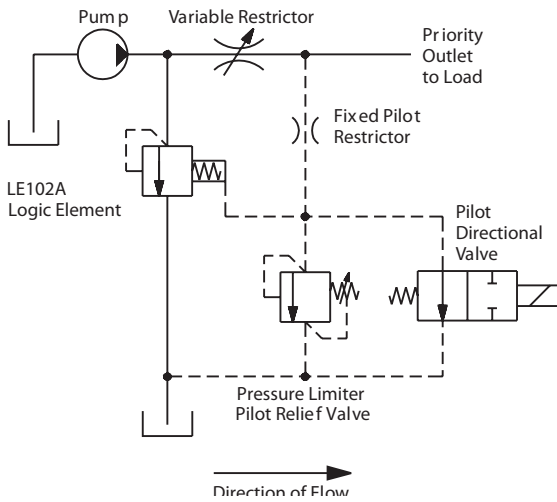 Pump
Variable Restrictor
Priority
Outlet
to Load
Fixed Pilot
Restrictor
LE102A
Logic Element
Pilot
Directional
Valve
Pressure Limiter
Pilot Relief Valve
Direction of Flow